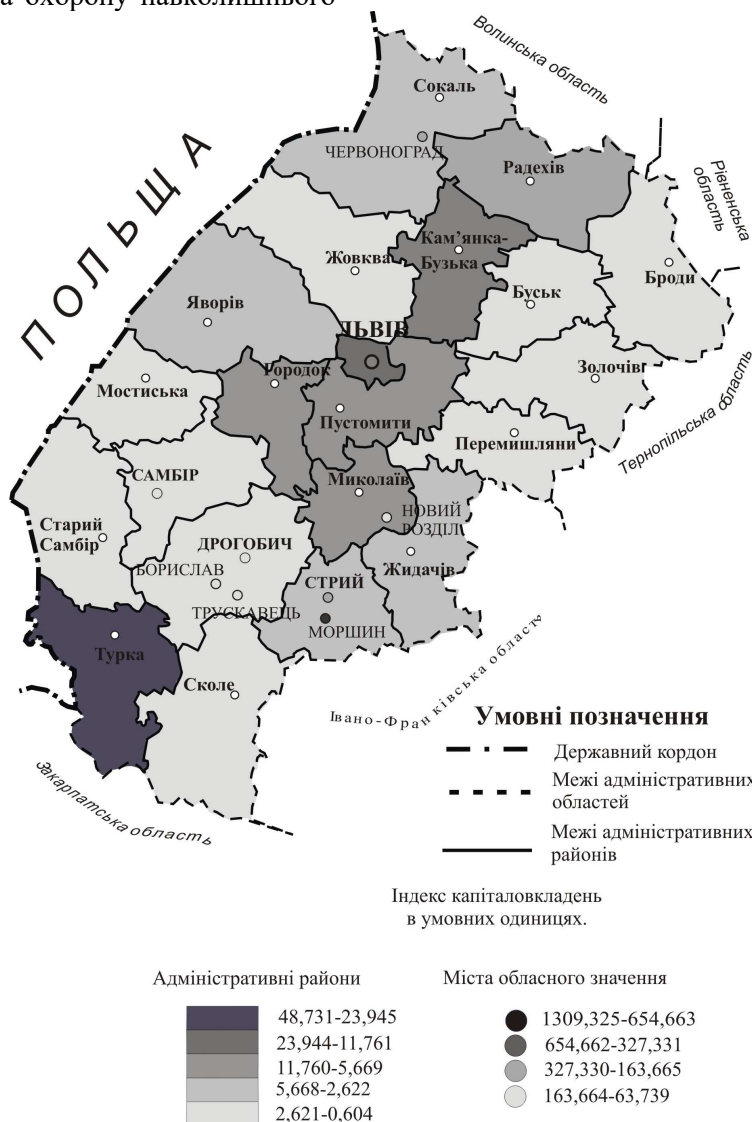 а охорону навколишнього
Волинська область
Сокаль
ЧЕРВОНОГРАД
Радехів
Рівненська
область
ПОЛЬЩА
Кам’янка-
Бузька
Жовква
Броди
Буськ
Яворів
ЛЬВІВ
Городок
Золочів
Мостиська
Пустомити
Перемишляни
Тернопільська область
САМБІР
Миколаїв
НОВИЙ
РОЗДІЛ
Старий
Самбір
ДРОГОБИЧ
БОРИСЛАВ
СТРИЙ
Жидачів
ТРУСКАВЕЦЬ
МОРШИН
Турка
Сколе
Івано-Франківська область
Закарпатська область
Умовні позначення
Державний кордон
Межі адміністративних
областей
Межі адміністративних
районів
Індекс капіталовкладень
в умовних одиницях.
Адміністративні райони
48,731-23,945
23,944-11,761
11,760-5,669
5,668-2,622
2,621-0,604
Міста обласного значення
1309,325-654,663
654,662-327,331
327,330-163,665
163,664-63,739